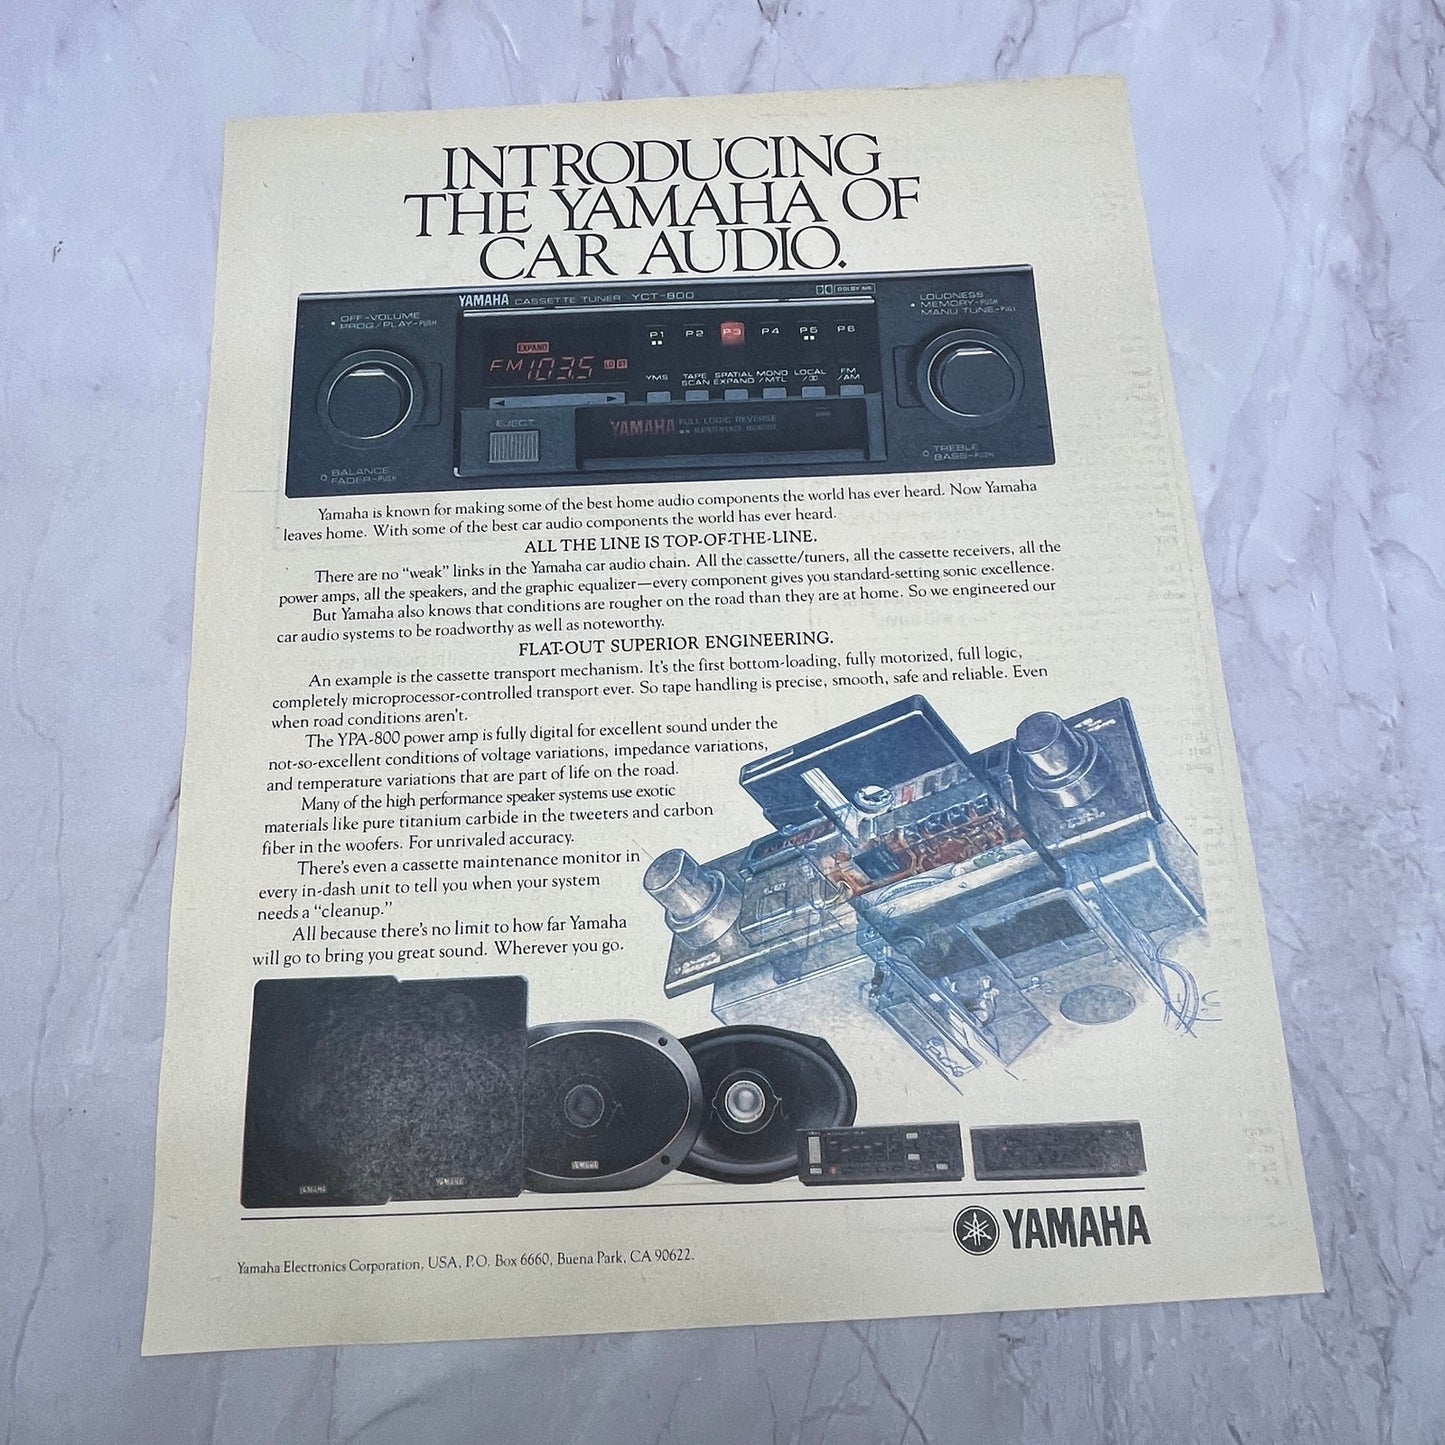 INTRODUCING
THE YAMAHA OF
CAR AUDIO.
YAMAHA CASSETTE TUNER YCT-800
DOLBY NR
OFF-VOLUME
PROG/PLAY-PUSH
LOUDNESS
MEMORY-PUSH
MANU TUNE-PULL
P1 P2 P3 P4 P5 P6
EXPAND
FM 103.5 LO ST
YMS TAPE SCAN SPATIAL EXPAND MONO /MTL LOCAL FM /AM
EJECT
YAMAHA FULL LOGIC REVERSE
MAINTENANCE MONITOR
BALANCE
FADER-PUSH
TREBLE
BASS-PUSH
Yamaha is known for making some of the best home audio components the world has ever heard. Now Yamaha
leaves home. With some of the best car audio components the world has ever heard.
ALL THE LINE IS TOP-OF-THE-LINE.
There are no “weak” links in the Yamaha car audio chain. All the cassette/tuners, all the cassette receivers, all the
power amps, all the speakers, and the graphic equalizer—every component gives you standard-setting sonic excellence.
But Yamaha also knows that conditions are rougher on the road than they are at home. So we engineered our
car audio systems to be roadworthy as well as noteworthy.
FLAT-OUT SUPERIOR ENGINEERING.
An example is the cassette transport mechanism. It’s the first bottom-loading, fully motorized, full logic,
completely microprocessor-controlled transport ever. So tape handling is precise, smooth, safe and reliable. Even
when road conditions aren’t.
The YPA-800 power amp is fully digital for excellent sound under the
not-so-excellent conditions of voltage variations, impedance variations,
and temperature variations that are part of life on the road.
Many of the high performance speaker systems use exotic
materials like pure titanium carbide in the tweeters and carbon
fiber in the woofers. For unrivaled accuracy.
There’s even a cassette maintenance monitor in
every in-dash unit to tell you when your system
needs a “cleanup.”
All because there’s no limit to how far Yamaha
will go to bring you great sound. Wherever you go.
YAMAHA
YAMAHA
YAMAHA
YAMAHA
Yamaha Electronics Corporation, USA, P.O. Box 6660, Buena Park, CA 90622.